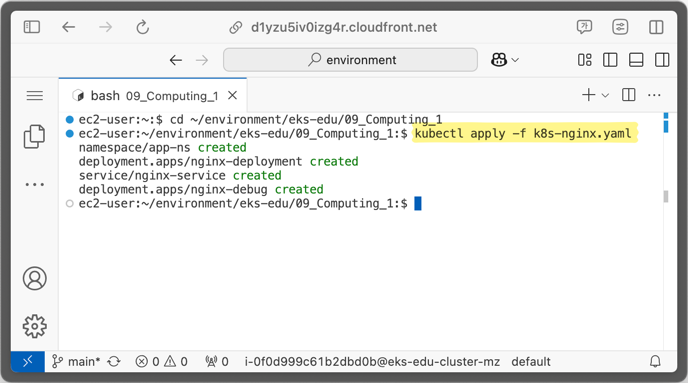 d1yzu5iv0izg4r.cloudfront.net
environment
bash 09_Computing_1
ec2-user:~:$ cd ~/environment/eks-edu/09_Computing_1
ec2-user:~/environment/eks-edu/09_Computing_1:$ kubectl apply -f k8s-nginx.yaml
namespace/app-ns created
deployment.apps/nginx-deployment created
service/nginx-service created
deployment.apps/nginx-debug created
ec2-user:~/environment/eks-edu/09_Computing_1:$
main* 0 0 0 i-0f0d999c61b2dbd0b@eks-edu-cluster-mz default